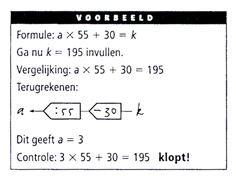 VOORBEELD
Formule: a × 55 + 30 = k
Ga nu k = 195 invullen.
Vergelijking: a × 55 + 30 = 195
Terugrekenen:
a ← :55 − 30 k
Dit geeft a = 3
Controle: 3 × 55 + 30 = 195 klopt!